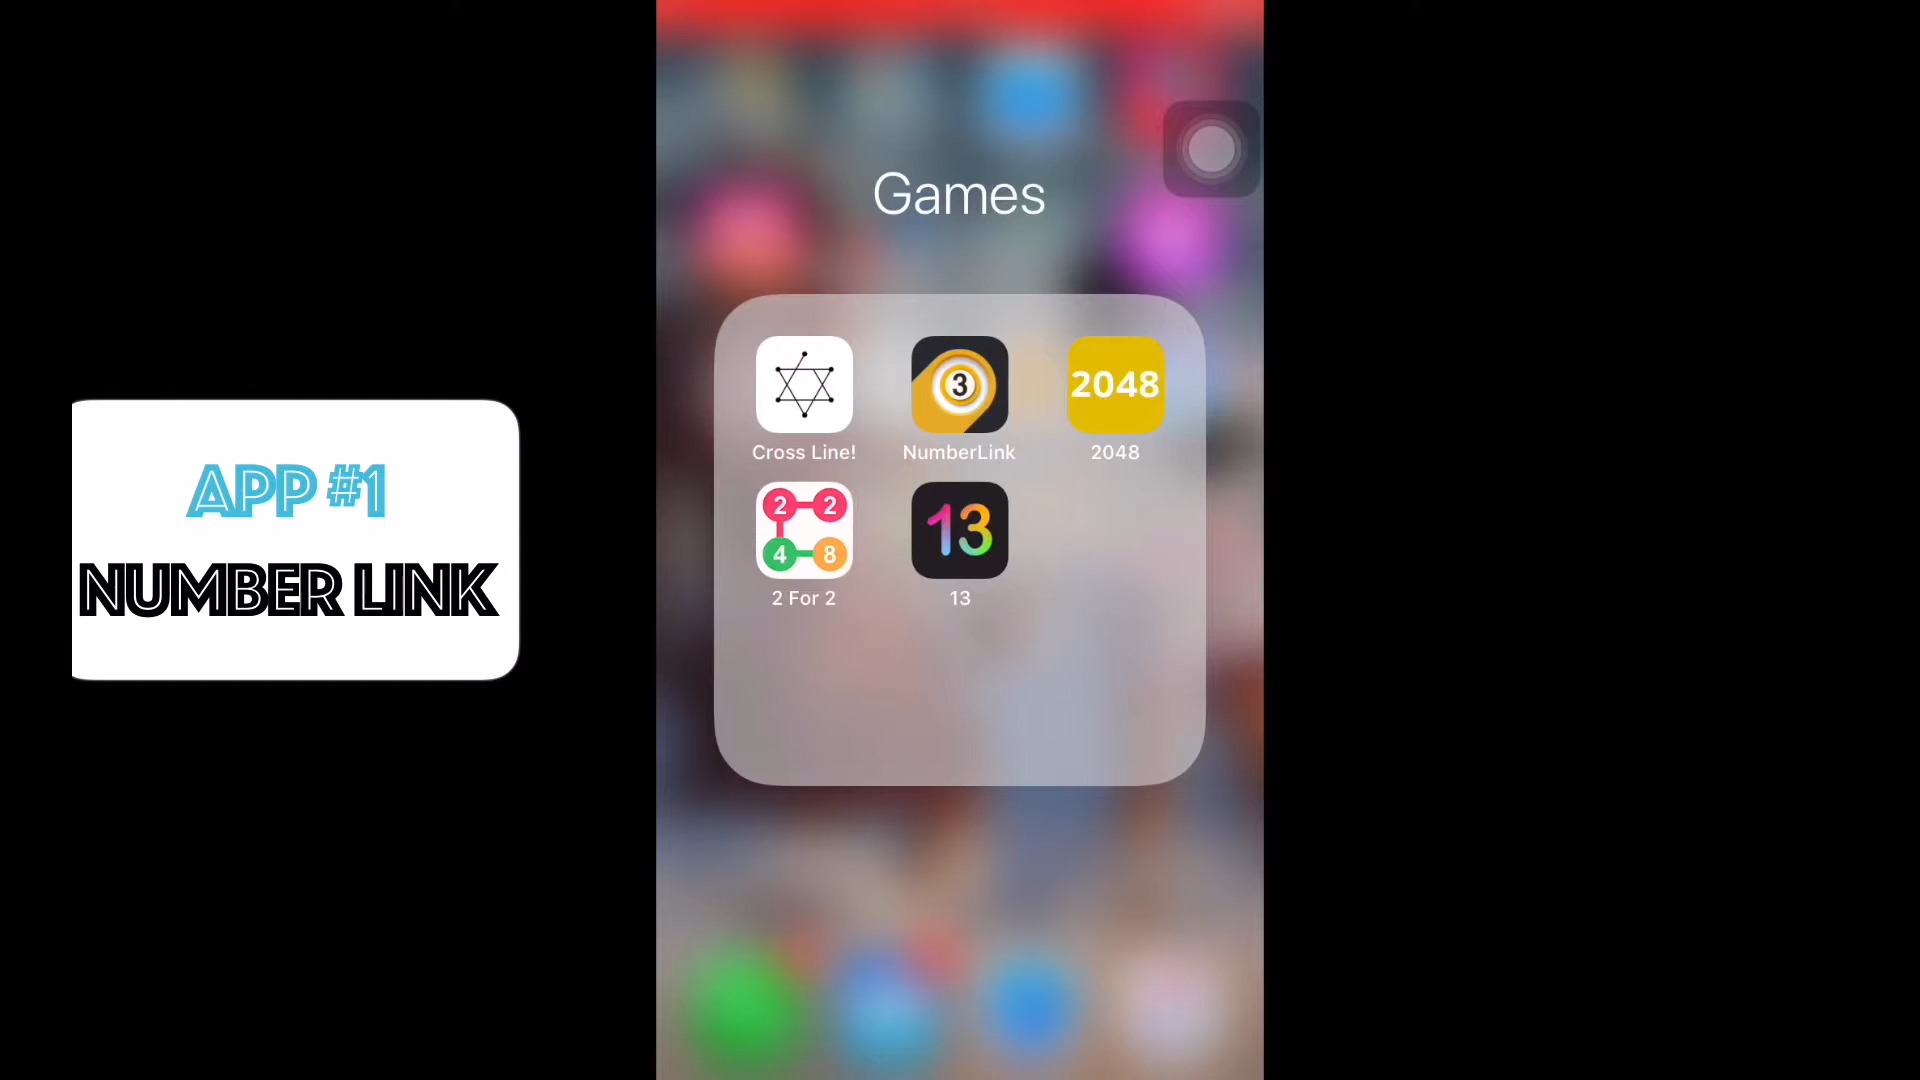 APP #1
NUMBER LINK
Games
3
2048
Cross Line!
NumberLink
2048
2 2
4 8
13
2 For 2
13